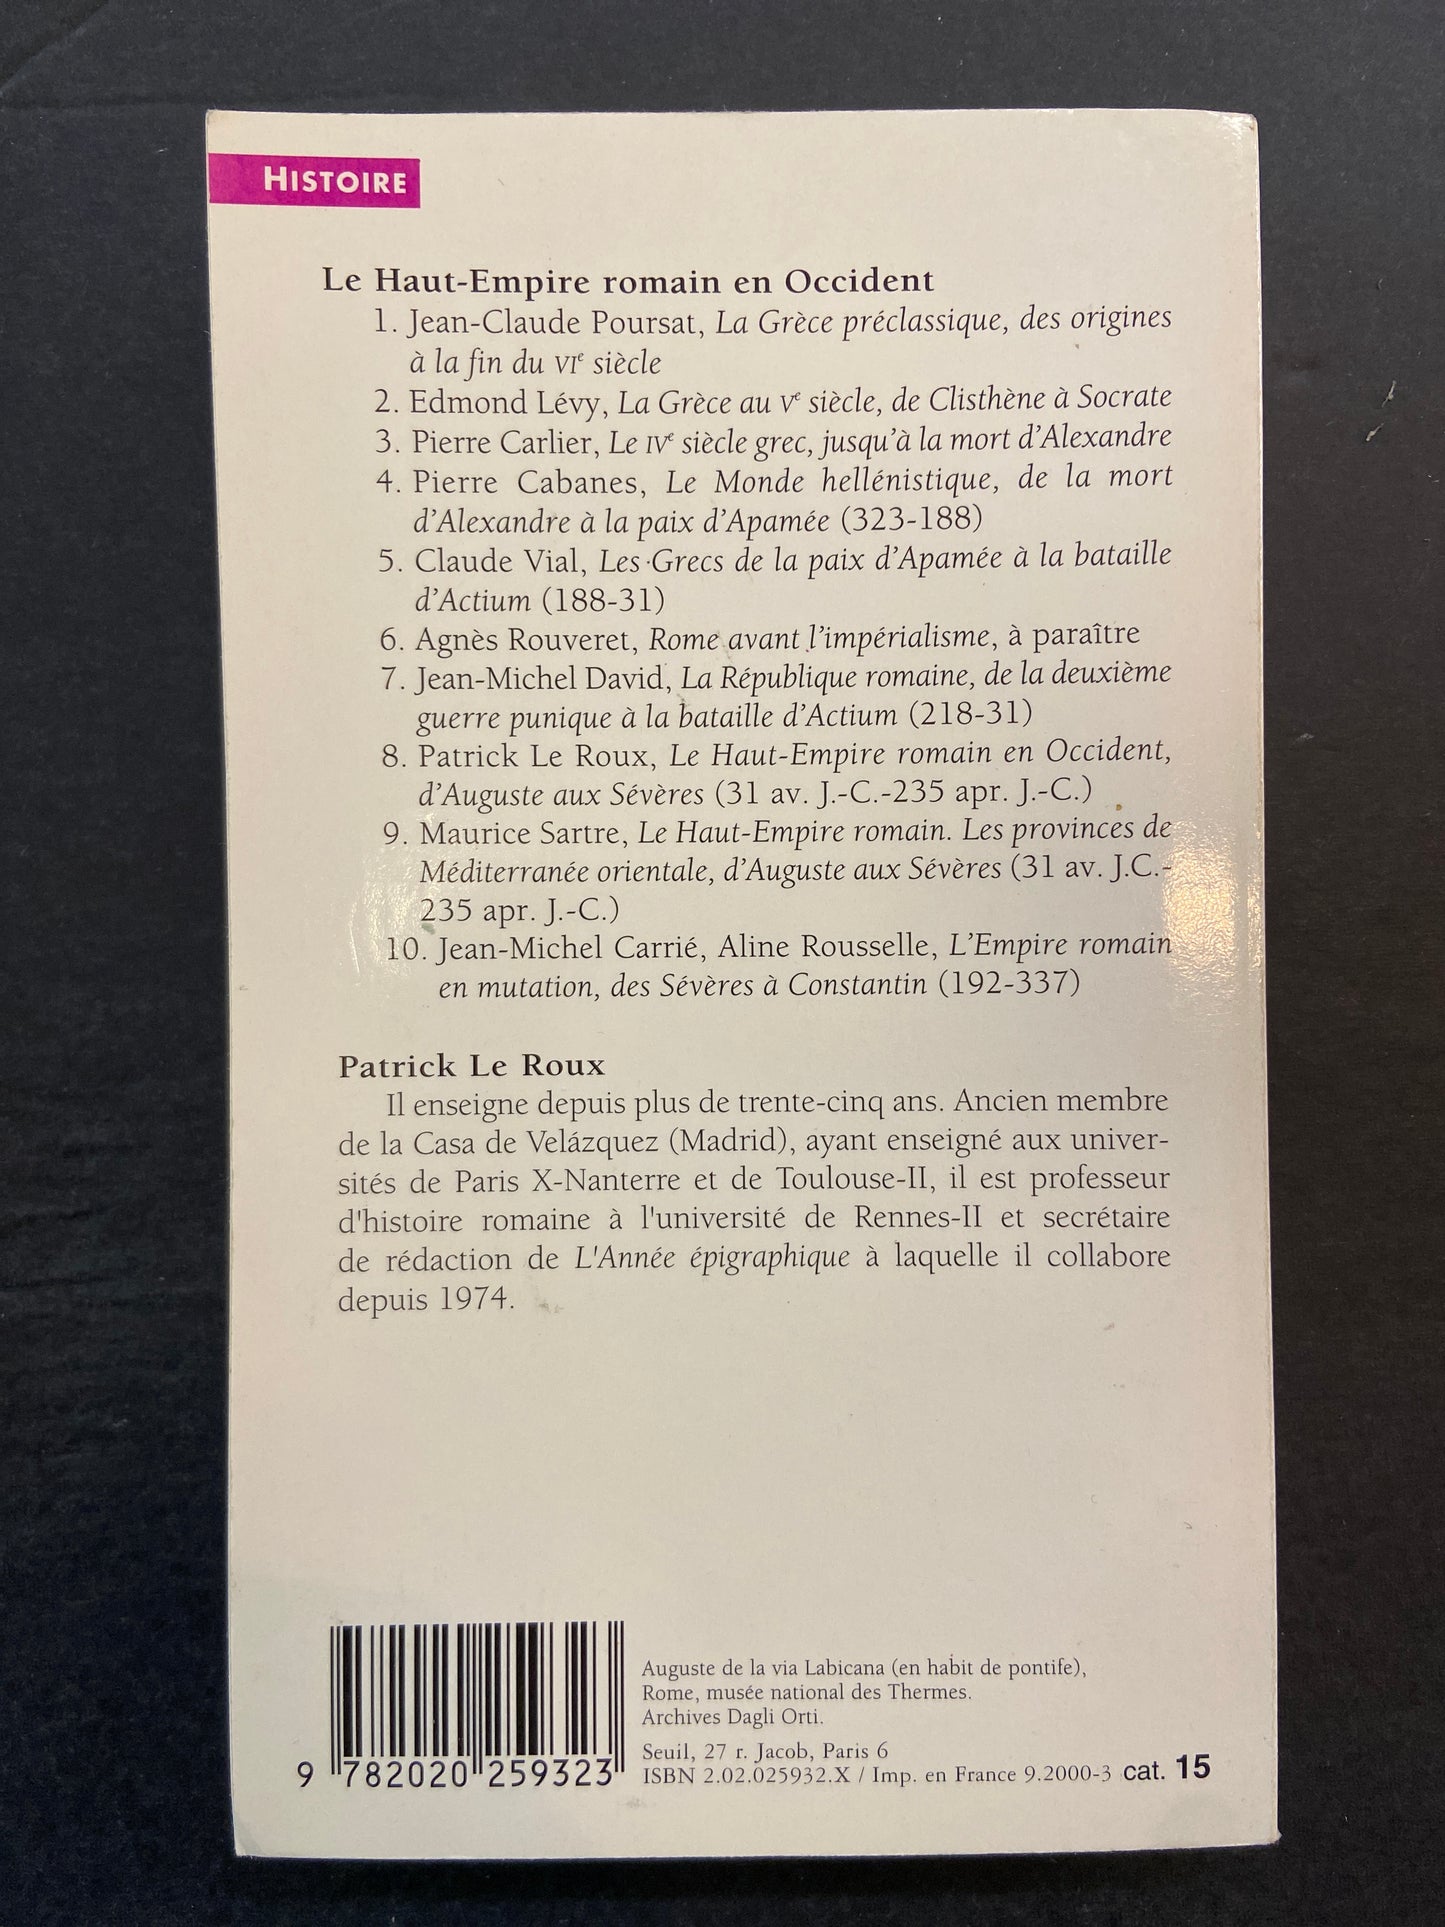 HISTOIRE
Le Haut-Empire romain en Occident
1. Jean-Claude Poursat, La Grèce préclassique, des origines
à la fin du VIe siècle
2. Edmond Lévy, La Grèce au Ve siècle, de Clisthène à Socrate
3. Pierre Carlier, Le IVe siècle grec, jusqu'à la mort d'Alexandre
4. Pierre Cabanes, Le Monde hellénistique, de la mort
d'Alexandre à la paix d'Apamée (323-188)
5. Claude Vial, Les Grecs de la paix d'Apamée à la bataille
d'Actium (188-31)
6. Agnès Rouveret, Rome avant l'impérialisme, à paraître
7. Jean-Michel David, La République romaine, de la deuxième
guerre punique à la bataille d'Actium (218-31)
8. Patrick Le Roux, Le Haut-Empire romain en Occident,
d'Auguste aux Sévères (31 av. J.-C.-235 apr. J.-C.)
9. Maurice Sartre, Le Haut-Empire romain. Les provinces de
Méditerranée orientale, d'Auguste aux Sévères (31 av. J.C.-
235 apr. J.-C.)
10. Jean-Michel Carrié, Aline Rousselle, L'Empire romain
en mutation, des Sévères à Constantin (192-337)
Patrick Le Roux
Il enseigne depuis plus de trente-cinq ans. Ancien membre
de la Casa de Velázquez (Madrid), ayant enseigné aux univer-
sités de Paris X-Nanterre et de Toulouse-II, il est professeur
d'histoire romaine à l'université de Rennes-II et secrétaire
de rédaction de L'Année épigraphique à laquelle il collabore
depuis 1974.
Auguste de la via Labicana (en habit de pontife),
Rome, musée national des Thermes.
Archives Dagli Orti.
Seuil, 27 r. Jacob, Paris 6
ISBN 2.02.025932.X / Imp. en France 9.2000-3 cat. 15
9 782020 259323